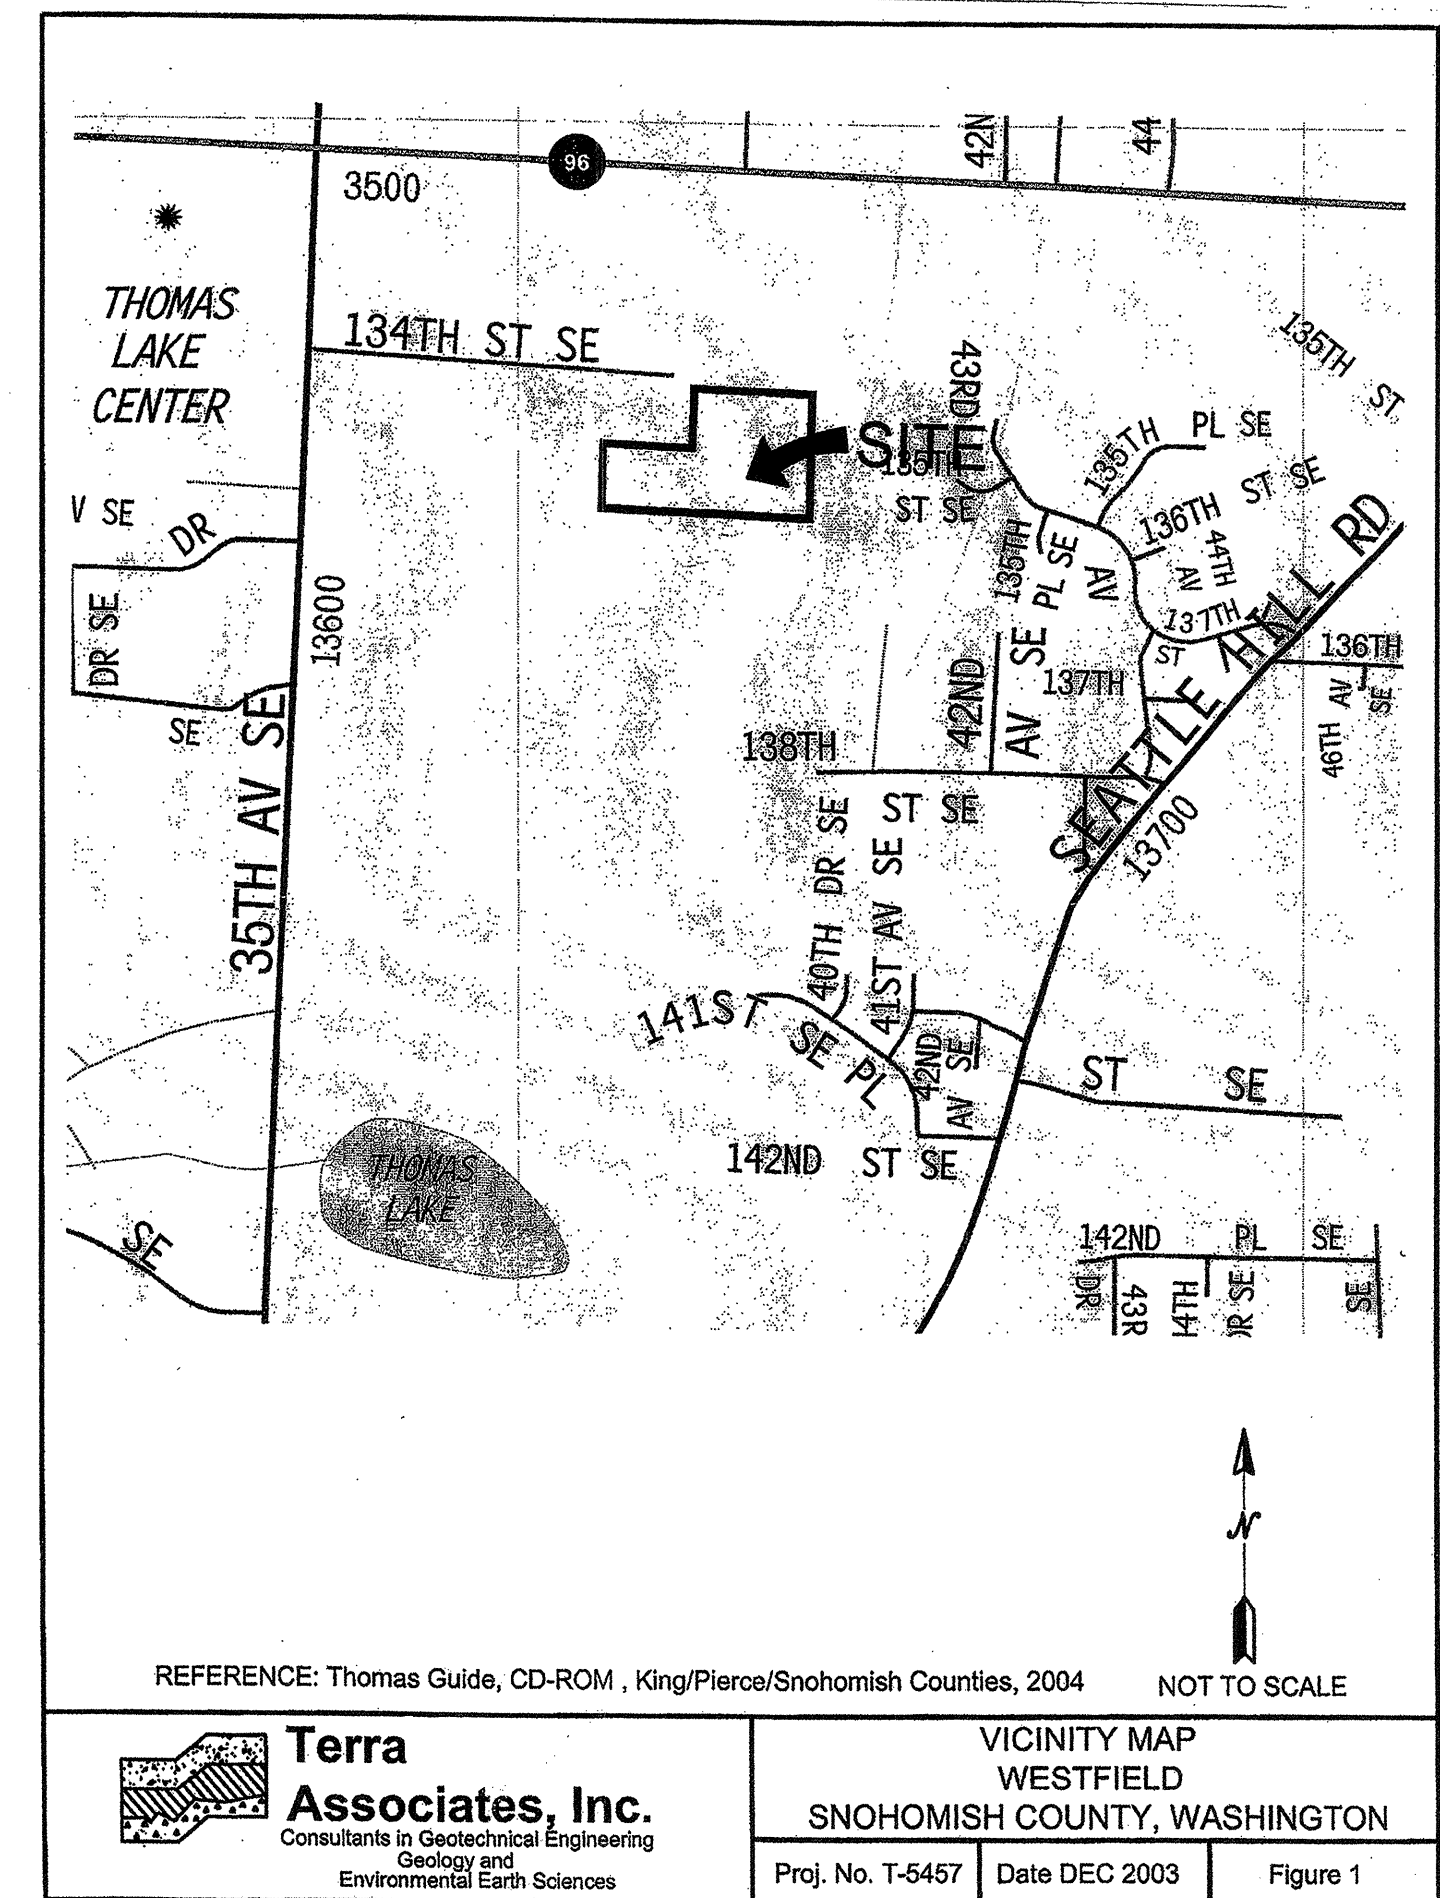 96
3500
42N
44
THOMAS
LAKE
CENTER
134TH ST SE
43RD
135TH
ST
SITE
135TH
ST SE
135TH
PL SE
136TH
ST SE
V SE
DR
DR SE
SE
13600
35TH AV SE
135TH
PL SE
AV
SE
44TH
AV
137TH
ST
SEATTLE HILL RD
13700
136TH
AV
SE
46TH
42ND
AV
137TH
138TH
ST SE
40TH DR SE
41ST AV SE
141ST
SE PL
42ND
SE
AV
ST SE
142ND ST SE
THOMAS
LAKE
SE
142ND PL SE
DR
43R
14TH
DR SE
SE
N
REFERENCE: Thomas Guide, CD-ROM , King/Pierce/Snohomish Counties, 2004
NOT TO SCALE
Terra
Associates, Inc.
Consultants in Geotechnical Engineering
Geology and
Environmental Earth Sciences
VICINITY MAP
WESTFIELD
SNOHOMISH COUNTY, WASHINGTON
Proj. No. T-5457
Date DEC 2003
Figure 1